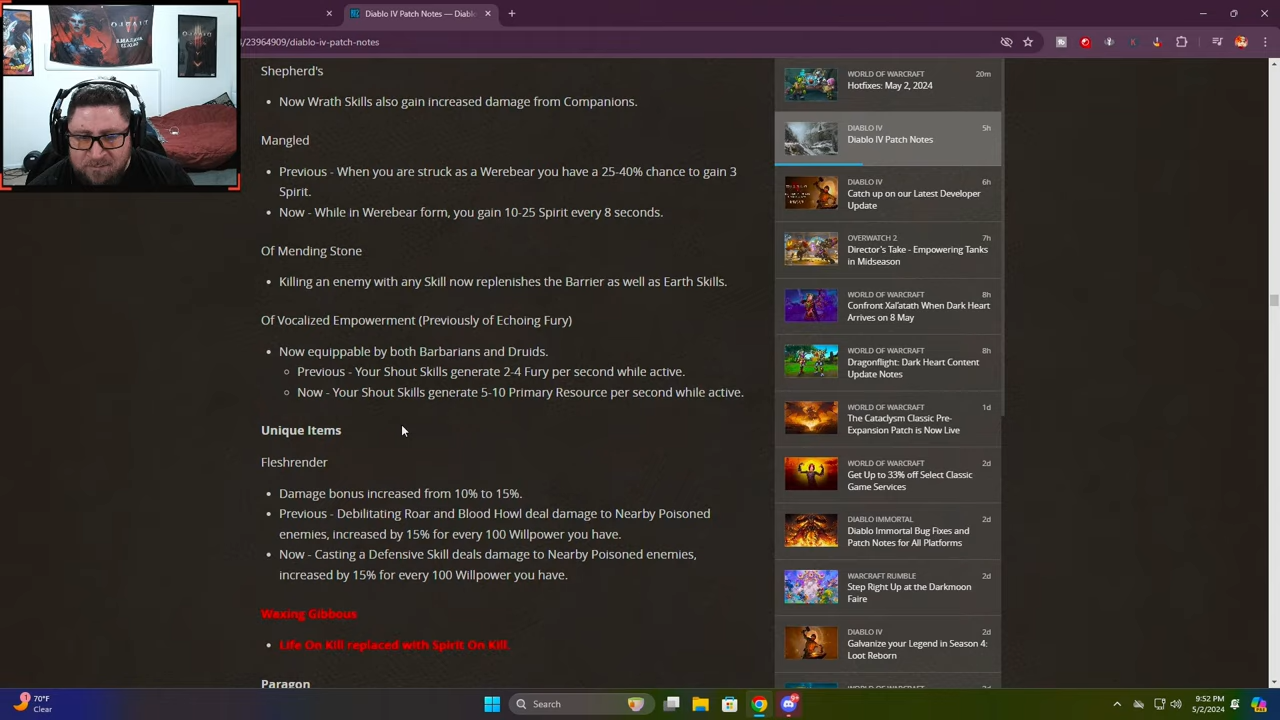 DIABLO
Diablo IV Patch Notes — Diablo
4/23964909/diablo-iv-patch-notes
Shepherd's
• Now Wrath Skills also gain increased damage from Companions.
Mangled
• Previous - When you are struck as a Werebear you have a 25-40% chance to gain 3
Spirit.
• Now - While in Werebear form, you gain 10-25 Spirit every 8 seconds.
Of Mending Stone
• Killing an enemy with any Skill now replenishes the Barrier as well as Earth Skills.
Of Vocalized Empowerment (Previously of Echoing Fury)
• Now equippable by both Barbarians and Druids.
Previous - Your Shout Skills generate 2-4 Fury per second while active.
Now - Your Shout Skills generate 5-10 Primary Resource per second while active.
Unique Items
Fleshrender
• Damage bonus increased from 10% to 15%.
• Previous - Debilitating Roar and Blood Howl deal damage to Nearby Poisoned
enemies, increased by 15% for every 100 Willpower you have.
• Now - Casting a Defensive Skill deals damage to Nearby Poisoned enemies,
increased by 15% for every 100 Willpower you have.
Waxing Gibbous
• Life On Kill replaced with Spirit On Kill.
Paragon
WORLD OF WARCRAFT 20m
Hotfixes: May 2, 2024
DIABLO IV 5h
Diablo IV Patch Notes
DIABLO IV 6h
Catch up on our Latest Developer
Update
OVERWATCH 2 7h
Director's Take - Empowering Tanks
in Midseason
WORLD OF WARCRAFT 8h
Confront Xal'atath When Dark Heart
Arrives on 8 May
WORLD OF WARCRAFT 8h
Dragonflight: Dark Heart Content
Update Notes
WORLD OF WARCRAFT 1d
The Cataclysm Classic Pre-
Expansion Patch is Now Live
WORLD OF WARCRAFT 2d
Get Up to 33% off Select Classic
Game Services
DIABLO IMMORTAL 2d
Diablo Immortal Bug Fixes and
Patch Notes for All Platforms
WARCRAFT RUMBLE 2d
Step Right Up at the Darkmoon
Faire
DIABLO IV 2d
Galvanize your Legend in Season 4:
Loot Reborn
70°F
Clear
Search
9:52 PM
5/2/2024